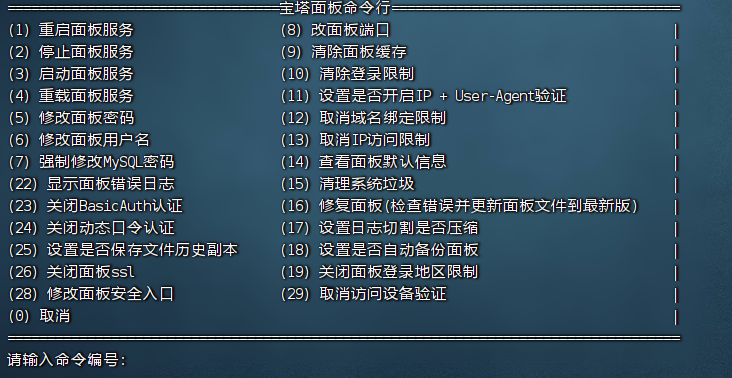 ==================宝塔面板命令行==================
(1) 重启面板服务 (8) 改面板端口 |
(2) 停止面板服务 (9) 清除面板缓存 |
(3) 启动面板服务 (10) 清除登录限制 |
(4) 重载面板服务 (11) 设置是否开启IP + User-Agent验证 |
(5) 修改面板密码 (12) 取消域名绑定限制 |
(6) 修改面板用户名 (13) 取消IP访问限制 |
(7) 强制修改MySQL密码 (14) 查看面板默认信息 |
(22) 显示面板错误日志 (15) 清理系统垃圾 |
(23) 关闭BasicAuth认证 (16) 修复面板(检查错误并更新面板文件到最新版) |
(24) 关闭动态口令认证 (17) 设置日志切割是否压缩 |
(25) 设置是否保存文件历史副本 (18) 设置是否自动备份面板 |
(26) 关闭面板ssl (19) 关闭面板登录地区限制 |
(28) 修改面板安全入口 (29) 取消访问设备验证 |
(0) 取消 |
==================================================
请输入命令编号: